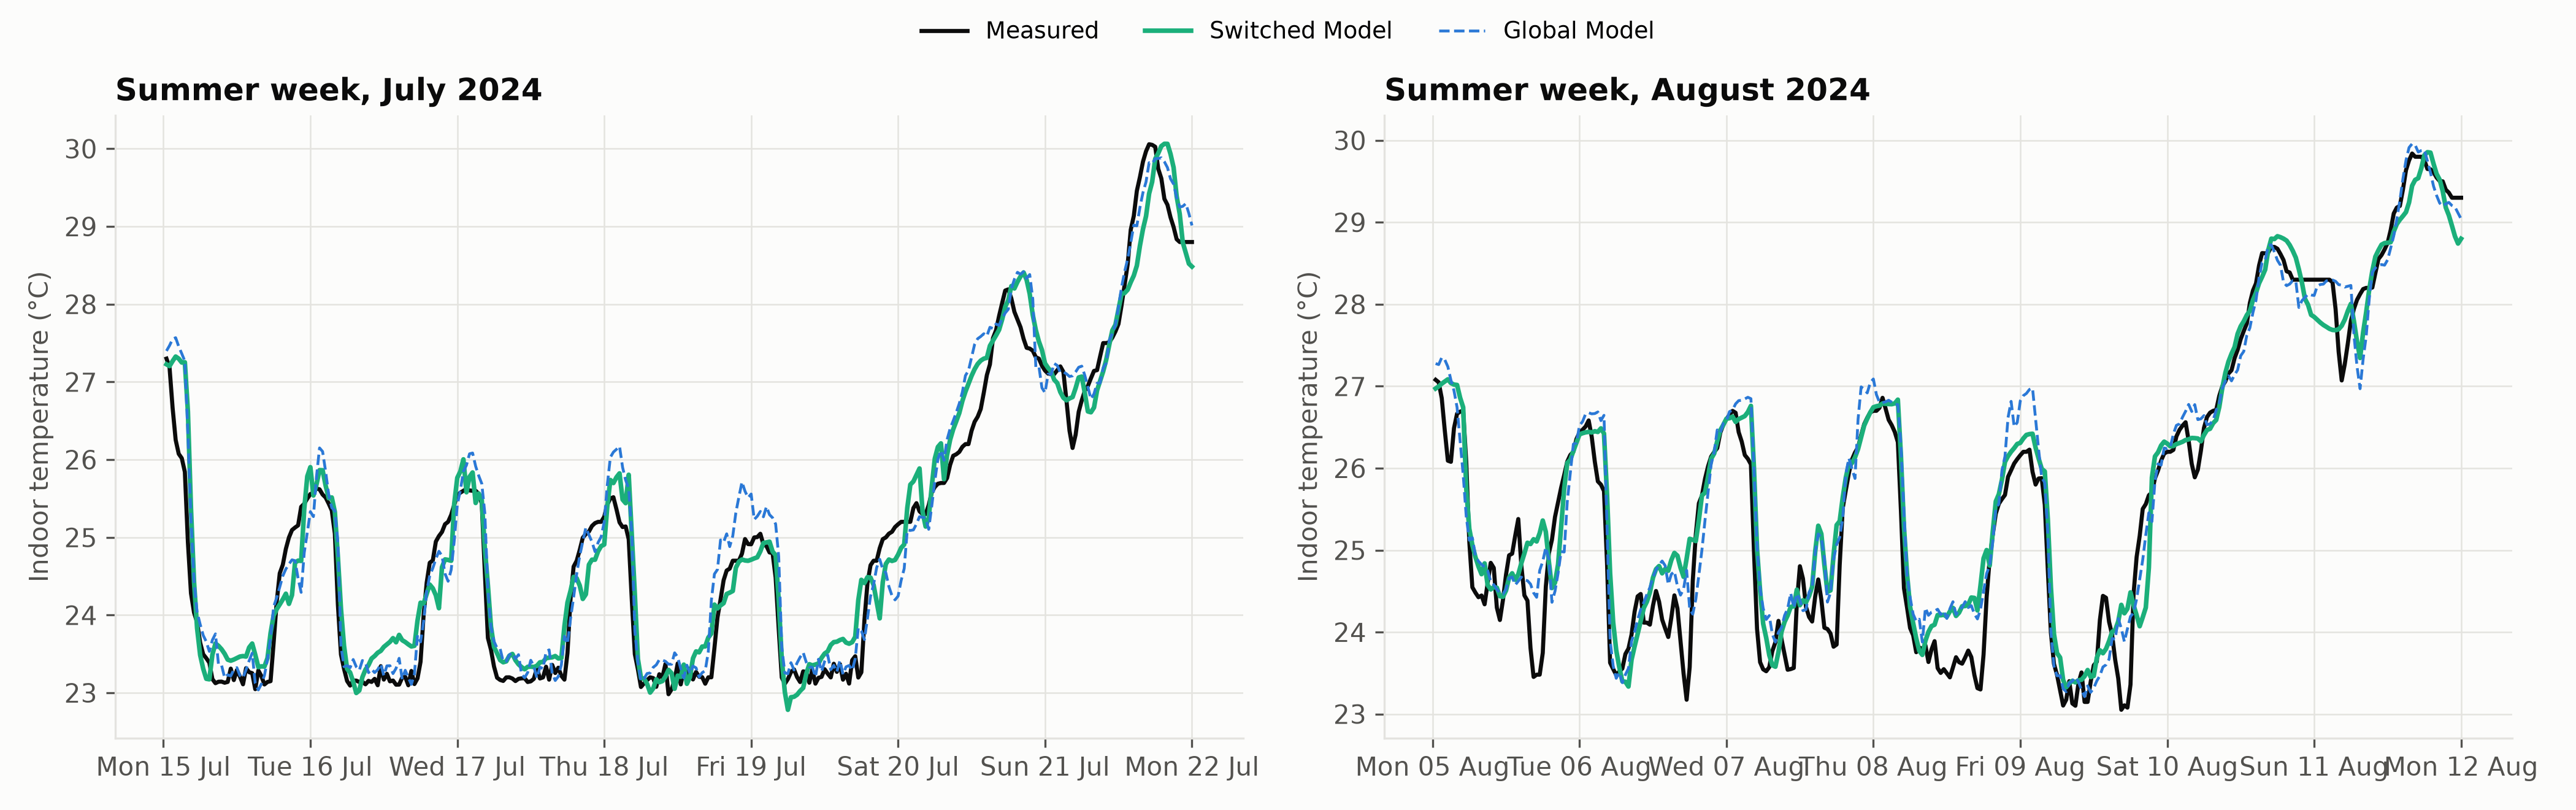 Measured Switched Model Global Model
Summer week, July 2024
Indoor temperature (°C)
30
29
28
27
26
25
24
23
Mon 15 Jul Tue 16 Jul Wed 17 Jul Thu 18 Jul Fri 19 Jul Sat 20 Jul Sun 21 Jul Mon 22 Jul
Summer week, August 2024
Indoor temperature (°C)
30
29
28
27
26
25
24
23
Mon 05 Aug Tue 06 Aug Wed 07 Aug Thu 08 Aug Fri 09 Aug Sat 10 Aug Sun 11 Aug Mon 12 Aug